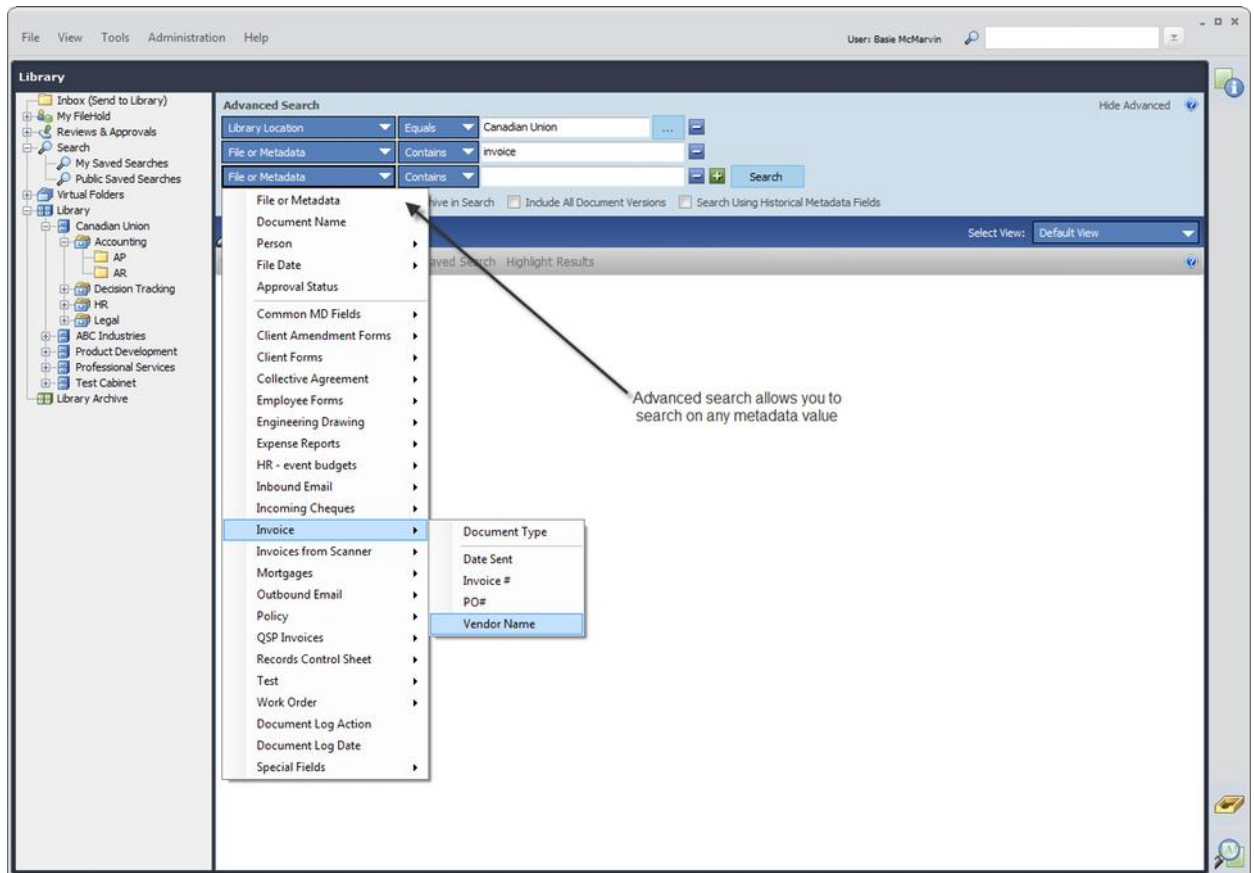 File View Tools Administration Help User: Basie McMarvin
Library
Inbox (Send to Library)
My FileHold
Reviews & Approvals
Search
My Saved Searches
Public Saved Searches
Virtual Folders
Library
Canadian Union
Accounting
AP
AR
Decision Tracking
HR
Legal
ABC Industries
Product Development
Professional Services
Test Cabinet
Library Archive
Advanced Search Hide Advanced
Library Location Equals Canadian Union ...
File or Metadata Contains invoice
File or Metadata Contains Search
in Search Include All Document Versions Search Using Historical Metadata Fields
Select View: Default View
Search Highlight Results
File or Metadata
Document Name
Person
File Date
Approval Status
Common MD Fields
Client Amendment Forms
Client Forms
Collective Agreement
Employee Forms
Engineering Drawing
Expense Reports
HR - event budgets
Inbound Email
Incoming Cheques
Invoice
Invoices from Scanner
Mortgages
Outbound Email
Policy
QSP Invoices
Records Control Sheet
Test
Work Order
Document Log Action
Document Log Date
Special Fields
Document Type
Date Sent
Invoice #
PO#
Vendor Name
Advanced search allows you to
search on any metadata value